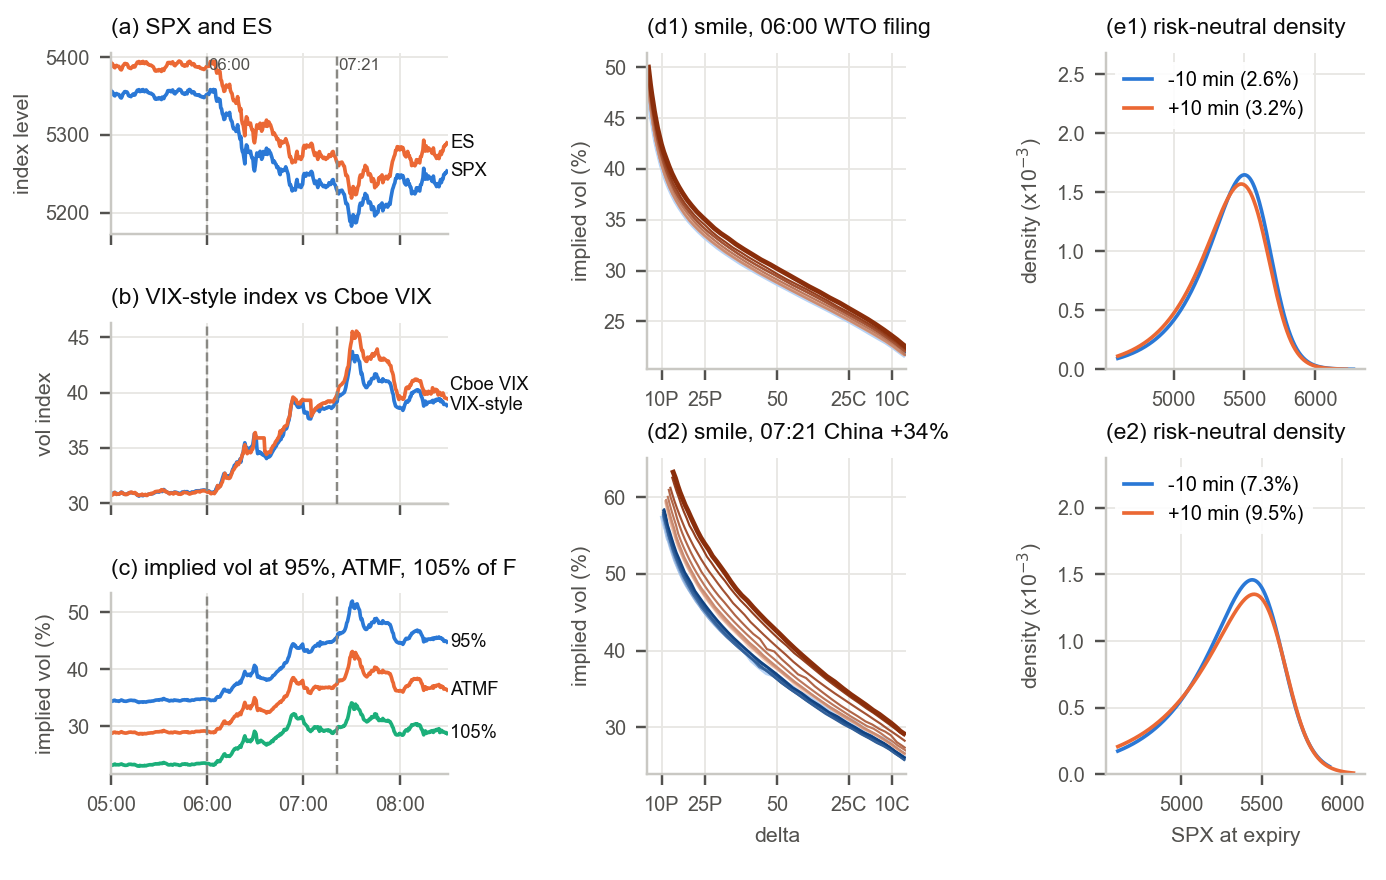 (a) SPX and ES
5400
5300
5200
index level
06:00
07:21
ES
SPX
(b) VIX-style index vs Cboe VIX
45
40
35
30
vol index
Cboe VIX
VIX-style
(c) implied vol at 95%, ATMF, 105% of F
50
40
30
implied vol (%)
95%
ATMF
105%
05:00 06:00 07:00 08:00
(d1) smile, 06:00 WTO filing
50
45
40
35
30
25
implied vol (%)
10P 25P 50 25C 10C
(d2) smile, 07:21 China +34%
60
50
40
30
implied vol (%)
10P 25P 50 25C 10C
delta
(e1) risk-neutral density
-10 min (2.6%)
+10 min (3.2%)
2.5
2.0
1.5
1.0
0.5
0.0
density (x10⁻³)
5000 5500 6000
(e2) risk-neutral density
-10 min (7.3%)
+10 min (9.5%)
2.0
1.5
1.0
0.5
0.0
density (x10⁻³)
5000 5500 6000
SPX at expiry